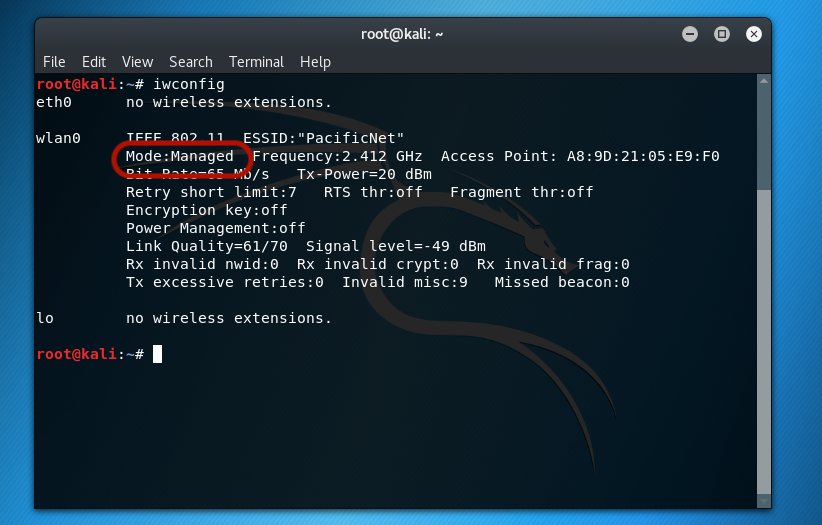 root@kali: ~
File Edit View Search Terminal Help
root@kali:~# iwconfig
eth0      no wireless extensions.
wlan0     IEEE 802.11  ESSID:"PacificNet"
          Mode:Managed  Frequency:2.412 GHz  Access Point: A8:9D:21:05:E9:F0
          Bit Rate=65 Mb/s   Tx-Power=20 dBm
          Retry short limit:7   RTS thr:off   Fragment thr:off
          Encryption key:off
          Power Management:off
          Link Quality=61/70  Signal level=-49 dBm
          Rx invalid nwid:0  Rx invalid crypt:0  Rx invalid frag:0
          Tx excessive retries:0  Invalid misc:9   Missed beacon:0
lo        no wireless extensions.
root@kali:~#